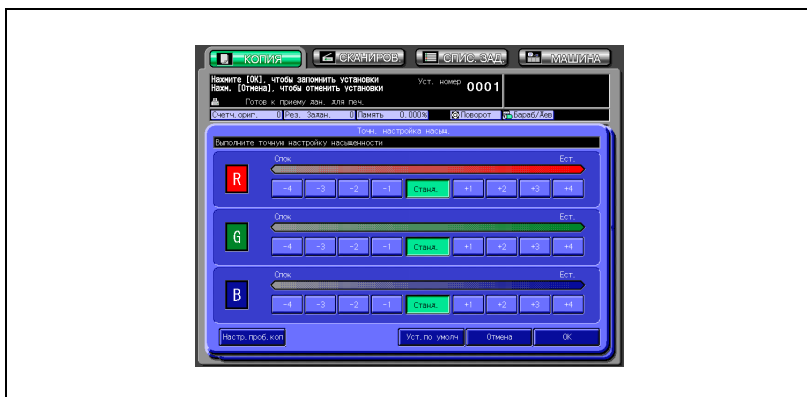 КОПИЯ СКАНИРОВ. СПИС. ЗАД. МАШИНА
Нажмите [OK], чтобы запомнить установки
Нажм. [Отмена], чтобы отменить установки
Уст. номер 0001
Готов к приему дан. для печ.
Счетч.ориг. 0 Рез. Задан. 0 Память 0.000% Поворот Бараб/Лев
Точн. настройка насыщ.
Выполните точную настройку насыщенности
Спок Ест.
R -4 -3 -2 -1 Станд. +1 +2 +3 +4
Спок Ест.
G -4 -3 -2 -1 Станд. +1 +2 +3 +4
Спок Ест.
B -4 -3 -2 -1 Станд. +1 +2 +3 +4
Настр.проб.коп Уст.по умолч Отмена OK